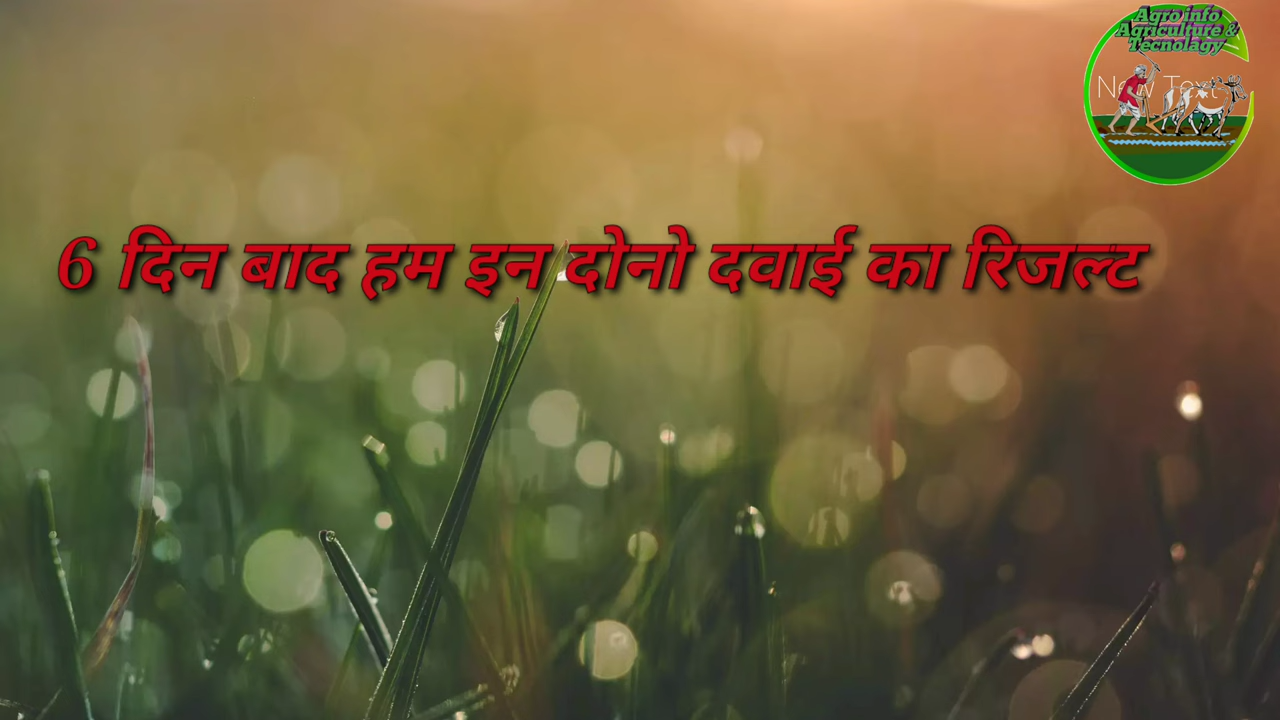 Agro info
Agriculture &
Tecnology
New Text
6 दिन बाद हम इन दोनो दवाई का रिजल्ट